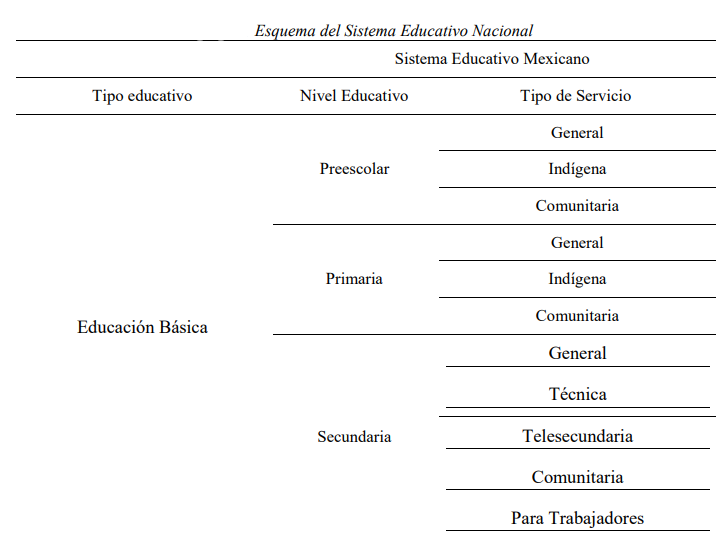 Esquema del Sistema Educativo Nacional
Sistema Educativo Mexicano
Tipo educativo Nivel Educativo Tipo de Servicio
General
Preescolar Indígena
Comunitaria
General
Primaria Indígena
Comunitaria
Educación Básica
General
Técnica
Secundaria Telesecundaria
Comunitaria
Para Trabajadores